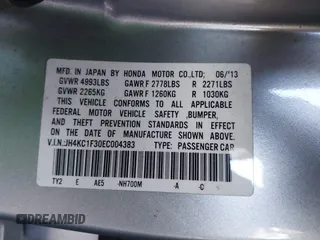 MFD. IN JAPAN BY HONDA MOTOR CO.,LTD; 06/'13
GVWR 4993LBS GAWR F 2778LBS R 2271LBS
GVWR 2265KG GAWR F 1260KG R 1030KG
THIS VEHICLE CONFORMS TO ALL APPLICABLE
FEDERAL MOTOR VEHICLE SAFETY ,BUMPER,
AND THEFT PREVENTION STANDARDS IN EFFECT
ON THE DATE OF MANUFACTURE SHOWN ABOVE.
V.I.N.:JH4KC1F30EC004383 TYPE: PASSENGER CAR
TY2 E AE5 NH700M -A -C
©AUTOBIDMASTER